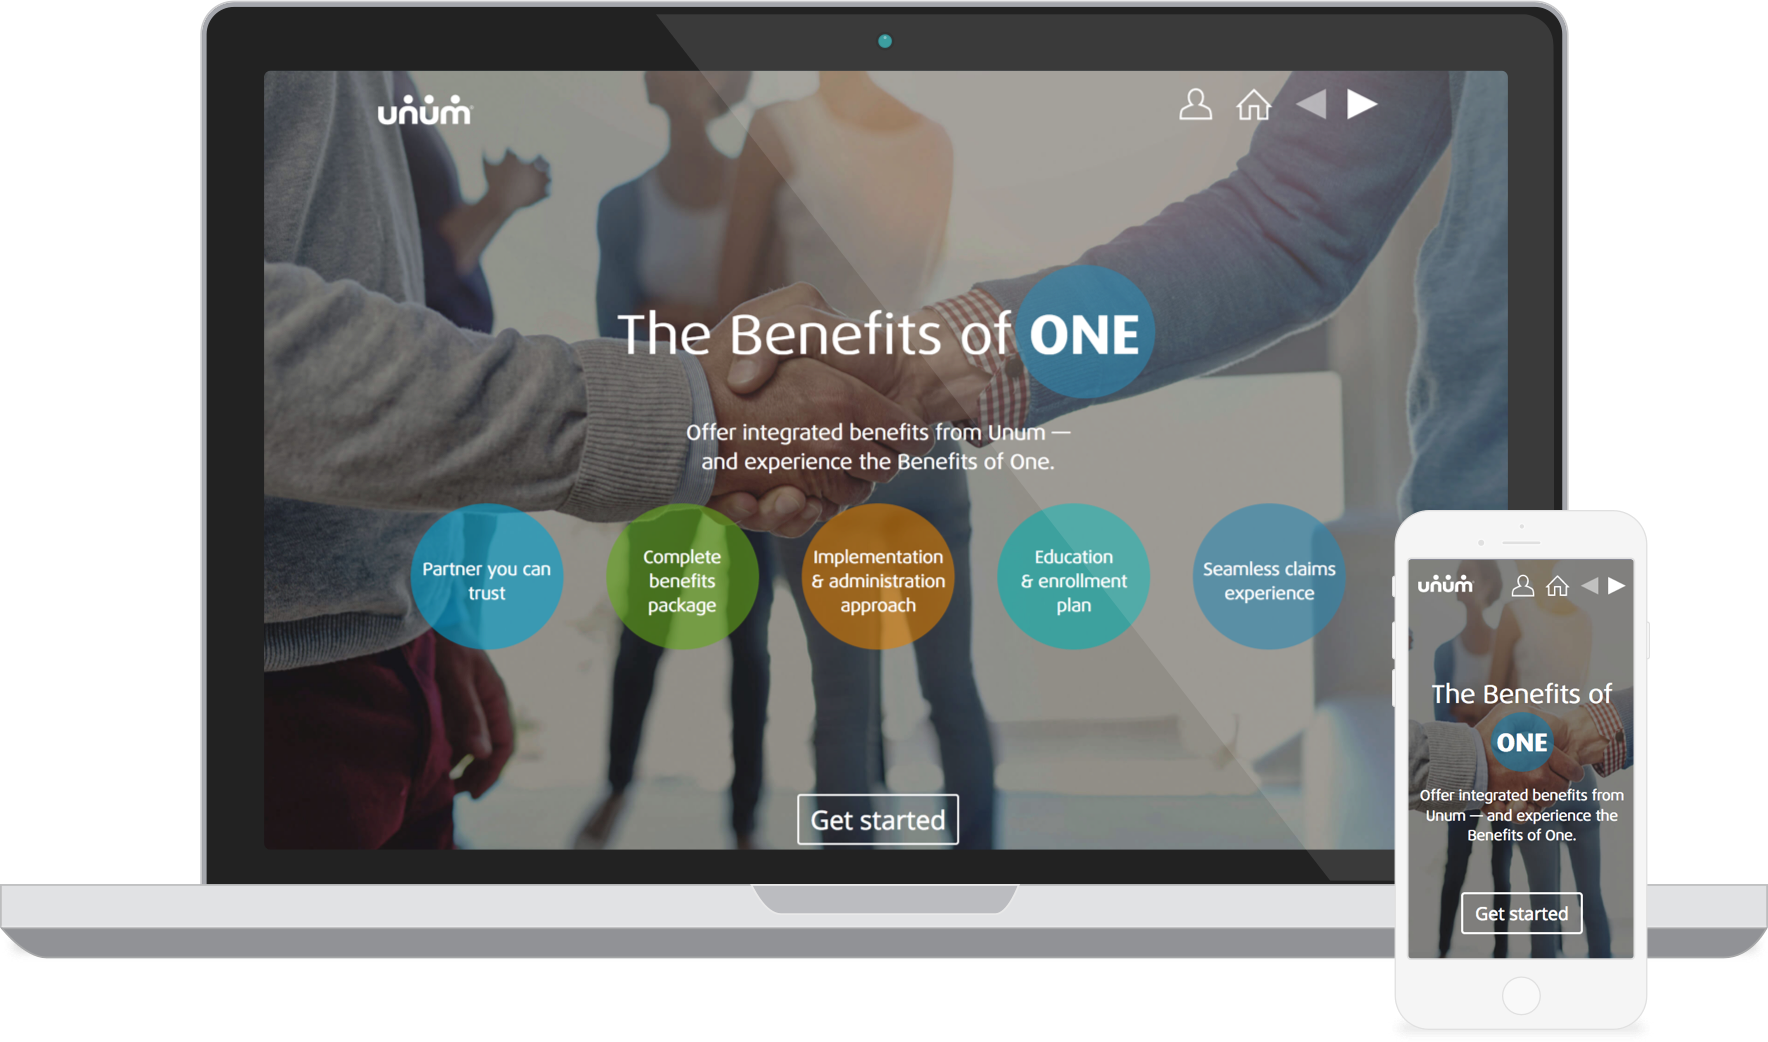 unum
The Benefits of ONE
Offer integrated benefits from Unum —
and experience the Benefits of One.
Partner you can
trust
Complete
benefits
package
Implementation
& administration
approach
Education
& enrollment
plan
Seamless claims
experience
Get started
unum
The Benefits of
ONE
Offer integrated benefits from
Unum — and experience the
Benefits of One.
Get started